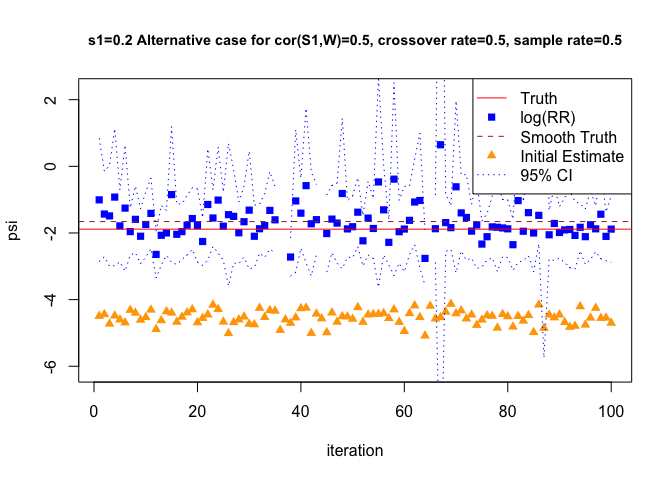 s1=0.2 Alternative case for cor(S1,W)=0.5, crossover rate=0.5, sample rate=0.5
Truth
log(RR)
Smooth Truth
Initial Estimate
95% CI
psi
2
0
-2
-4
-6
0
20
40
60
80
100
iteration